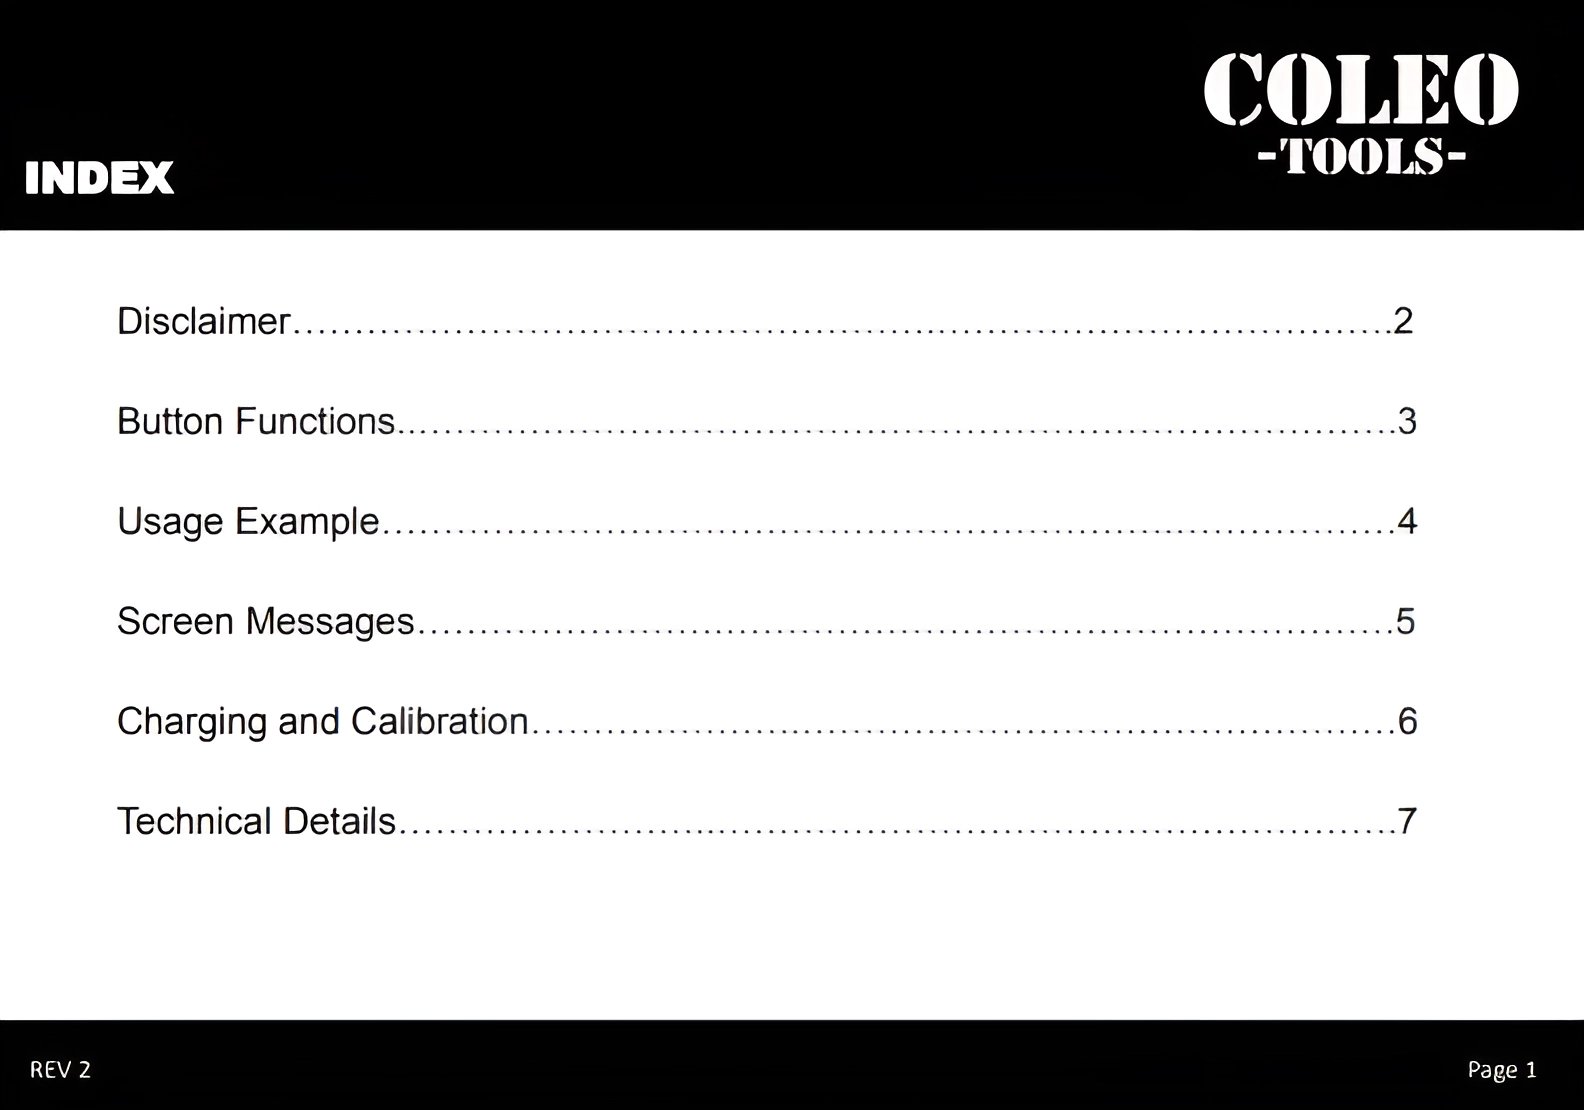 COLEO
-TOOLS-
INDEX
Disclaimer.......................................................................................2
Button Functions................................................................................3
Usage Example..................................................................................4
Screen Messages...............................................................................5
Charging and Calibration.....................................................................6
Technical Details................................................................................7
REV 2
Page 1